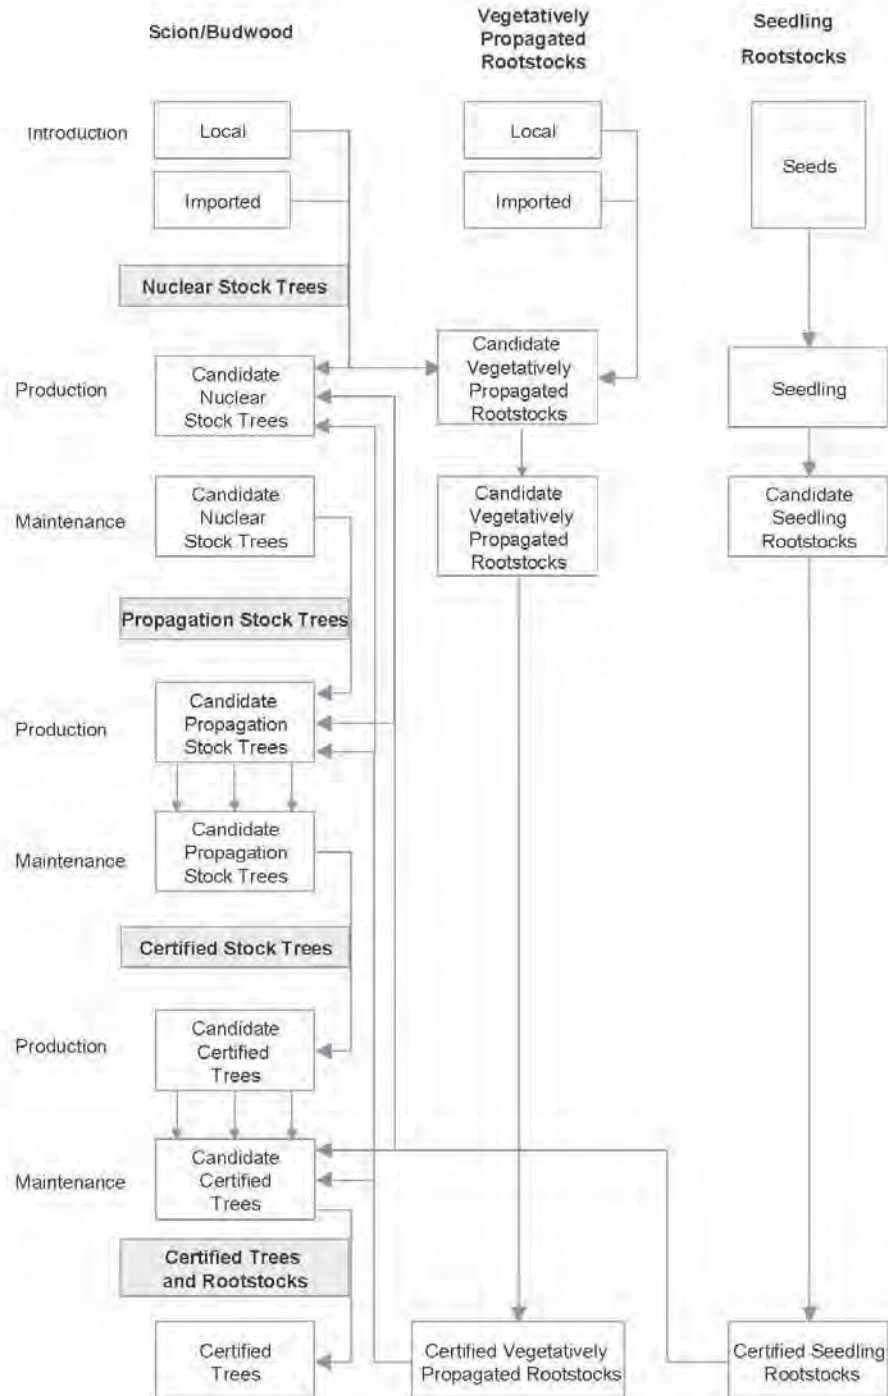 Scion/Budwood
Vegetatively
Propagated
Rootstocks
Seedling
Rootstocks
Introduction
Local
Local
Seeds
Imported
Imported
Nuclear Stock Trees
Production
Candidate
Nuclear
Stock Trees
Candidate
Vegetatively
Propagated
Rootstocks
Seedling
Maintenance
Candidate
Nuclear
Stock Trees
Candidate
Vegetatively
Propagated
Rootstocks
Candidate
Seedling
Rootstocks
Propagation Stock Trees
Production
Candidate
Propagation
Stock Trees
Maintenance
Candidate
Propagation
Stock Trees
Certified Stock Trees
Production
Candidate
Certified
Trees
Maintenance
Candidate
Certified
Trees
Certified Trees
and Rootstocks
Certified
Trees
Certified Vegetatively
Propagated Rootstocks
Certified Seedling
Rootstocks